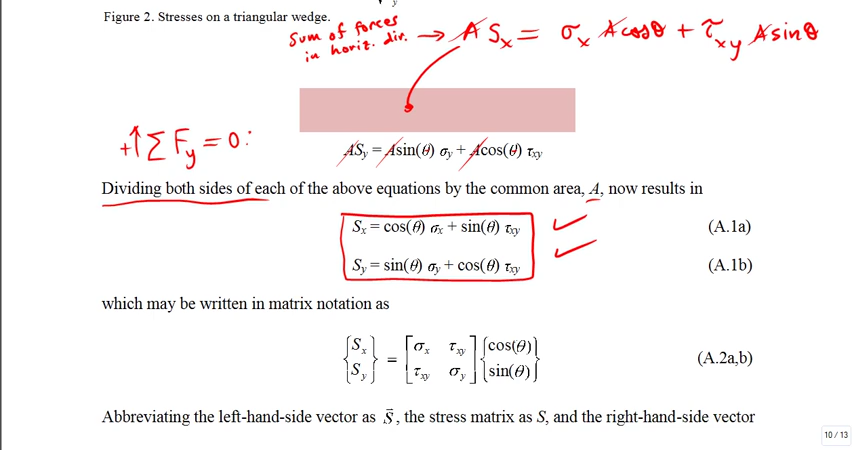 y
Figure 2. Stresses on a triangular wedge.
Sum of forces
in horiz. dir. → A Sx = σx A cosθ + τxy A sinθ
+↑ ΣFy = 0:
ASy = Asin(θ) σy + Acos(θ) τxy
Dividing both sides of each of the above equations by the common area, A, now results in
Sx = cos(θ) σx + sin(θ) τxy ✓ (A.1a)
Sy = sin(θ) σy + cos(θ) τxy ✓ (A.1b)
which may be written in matrix notation as
{Sx} = [σx τxy] {cos(θ)}
{Sy} [τxy σy] {sin(θ)} (A.2a,b)
Abbreviating the left-hand-side vector as S⃗, the stress matrix as S, and the right-hand-side vector
10 / 13